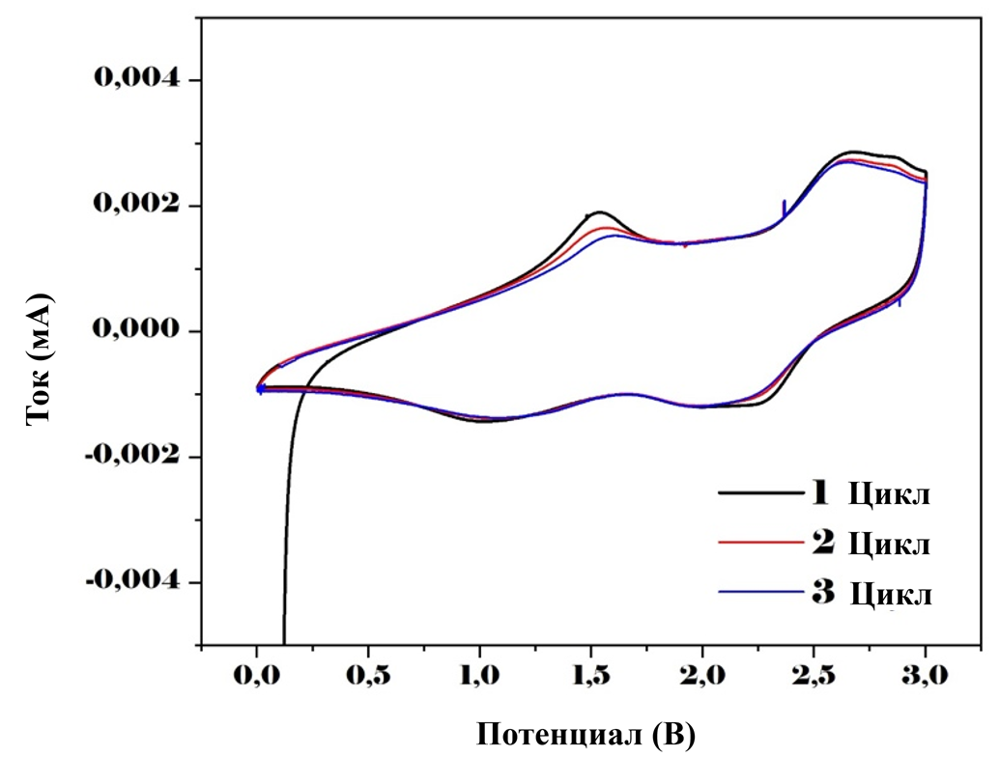 0,004
0,002
0,000
-0,002
-0,004
Ток (мА)
1 Цикл
2 Цикл
3 Цикл
0,0 0,5 1,0 1,5 2,0 2,5 3,0
Потенциал (В)